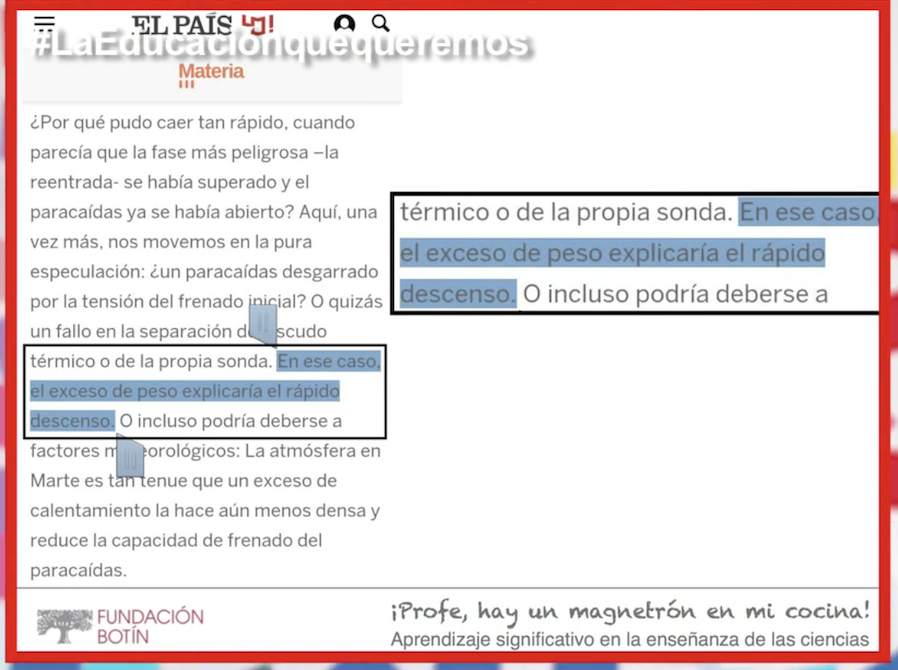 EL PAÍS
#LaEducaciónquequeremos
Materia
¿Por qué pudo caer tan rápido, cuando
parecía que la fase más peligrosa –la
reentrada- se había superado y el
paracaídas ya se había abierto? Aquí, una
vez más, nos movemos en la pura
especulación: ¿un paracaídas desgarrado
por la tensión del frenado inicial? O quizás
un fallo en la separación d scudo
térmico o de la propia sonda. En ese caso,
el exceso de peso explicaría el rápido
descenso. O incluso podría deberse a
factores m eorológicos: La atmósfera en
Marte es tan tenue que un exceso de
calentamiento la hace aún menos densa y
reduce la capacidad de frenado del
paracaídas.
térmico o de la propia sonda. En ese caso,
el exceso de peso explicaría el rápido
descenso. O incluso podría deberse a
FUNDACIÓN
BOTÍN
¡Profe, hay un magnetrón en mi cocina!
Aprendizaje significativo en la enseñanza de las ciencias